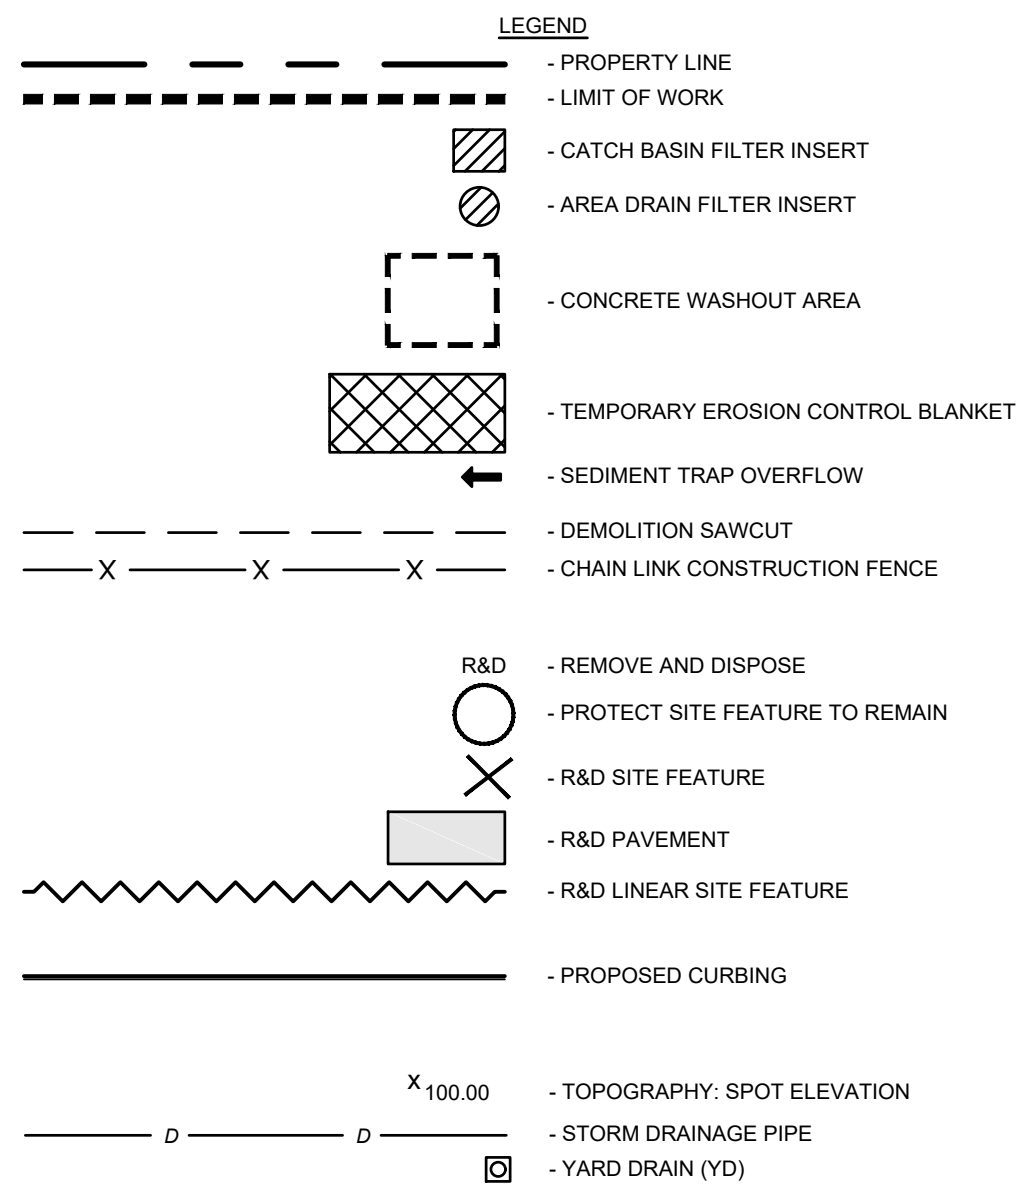 LEGEND
- PROPERTY LINE
- LIMIT OF WORK
- CATCH BASIN FILTER INSERT
- AREA DRAIN FILTER INSERT
- CONCRETE WASHOUT AREA
- TEMPORARY EROSION CONTROL BLANKET
- SEDIMENT TRAP OVERFLOW
- DEMOLITION SAWCUT
X X X - CHAIN LINK CONSTRUCTION FENCE
R&D - REMOVE AND DISPOSE
- PROTECT SITE FEATURE TO REMAIN
- R&D SITE FEATURE
- R&D PAVEMENT
- R&D LINEAR SITE FEATURE
- PROPOSED CURBING
x 100.00 - TOPOGRAPHY: SPOT ELEVATION
D D - STORM DRAINAGE PIPE
- YARD DRAIN (YD)